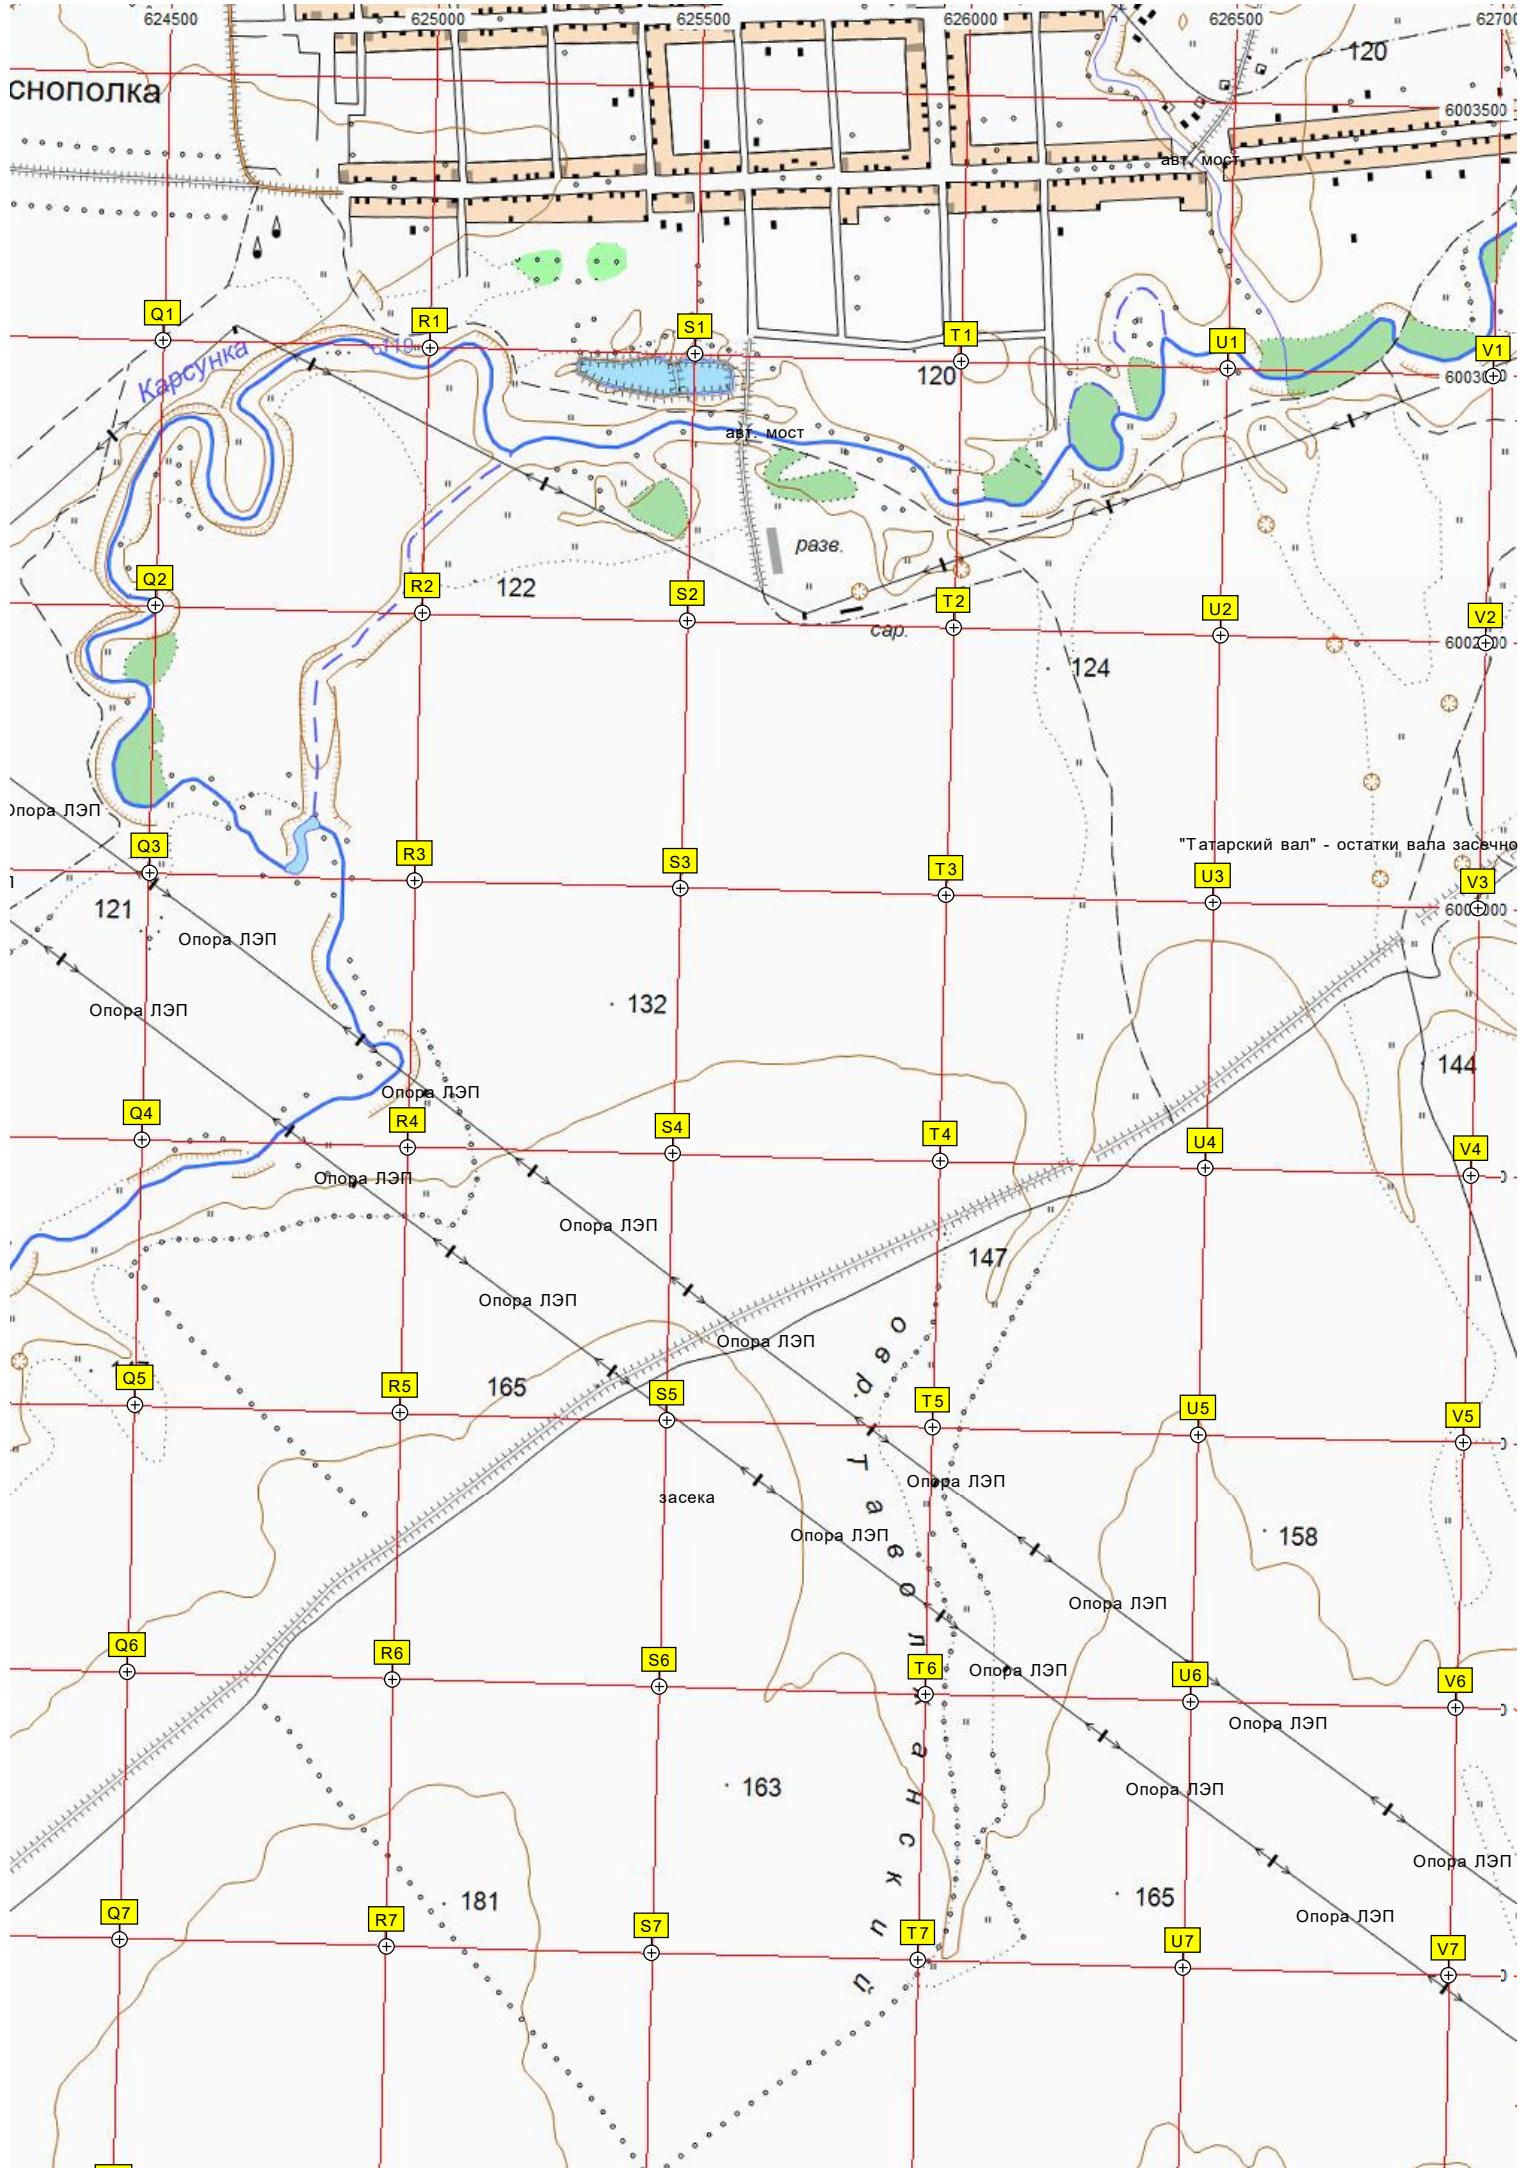 624500 625000 625500 626000 626500
120
снополка
6003500
авт. мост
Q1 R1 S1 T1 U1 V1
Карсунка
120
авт. мост
разв.
122
Q2 R2 S2 T2 U2 V2
сар.
124
Опора ЛЭП
"Татарский вал" - остатки вала засечно
Q3 R3 S3 T3 U3 V3
121
Опора ЛЭП
132
Опора ЛЭП
144
Опора ЛЭП
Q4 R4 S4 T4 U4 V4
Опора ЛЭП
Опора ЛЭП
147
Опора ЛЭП
Опора ЛЭП
165
Q5 R5 S5 T5 U5 V5
овр. Таволжанский
Опора ЛЭП
засека
Опора ЛЭП
158
Опора ЛЭП
Q6 R6 S6 T6 U6 V6
Опора ЛЭП
Опора ЛЭП
163
Опора ЛЭП
Опора ЛЭП
181
165
Опора ЛЭП
Q7 R7 S7 T7 U7 V7